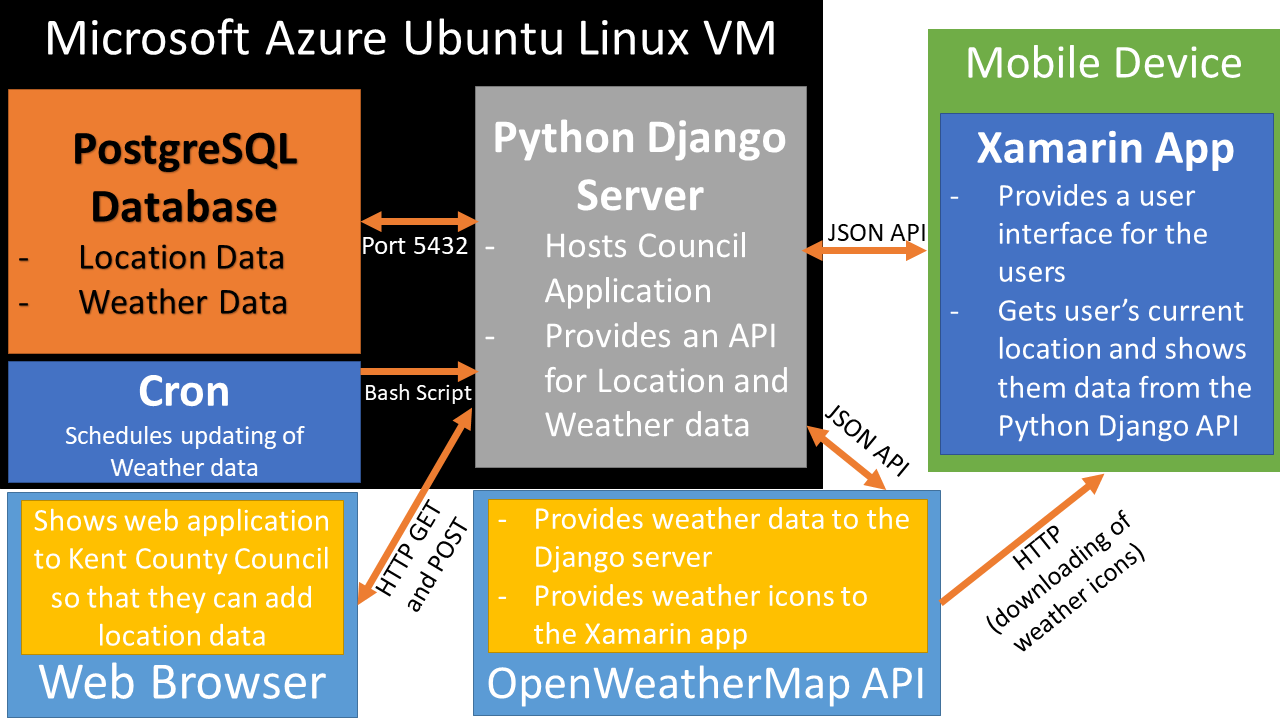 Microsoft Azure Ubuntu Linux VM
PostgreSQL
Database
- Location Data
- Weather Data
Port 5432
Cron
Schedules updating of
Weather data
Bash Script
Python Django
Server
- Hosts Council
Application
- Provides an API
for Location and
Weather data
JSON API
Mobile Device
Xamarin App
- Provides a user
interface for the
users
- Gets user’s current
location and shows
them data from the
Python Django API
JSON API
HTTP GET
and POST
Shows web application
to Kent County Council
so that they can add
location data
Web Browser
- Provides weather data to the
Django server
- Provides weather icons to
the Xamarin app
OpenWeatherMap API
HTTP
(downloading of
weather icons)